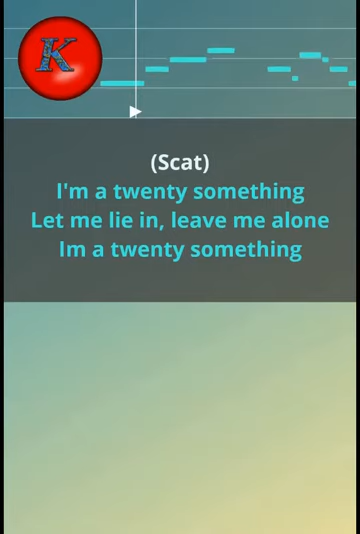 K
(Scat)
I'm a twenty something
Let me lie in, leave me alone
Im a twenty something